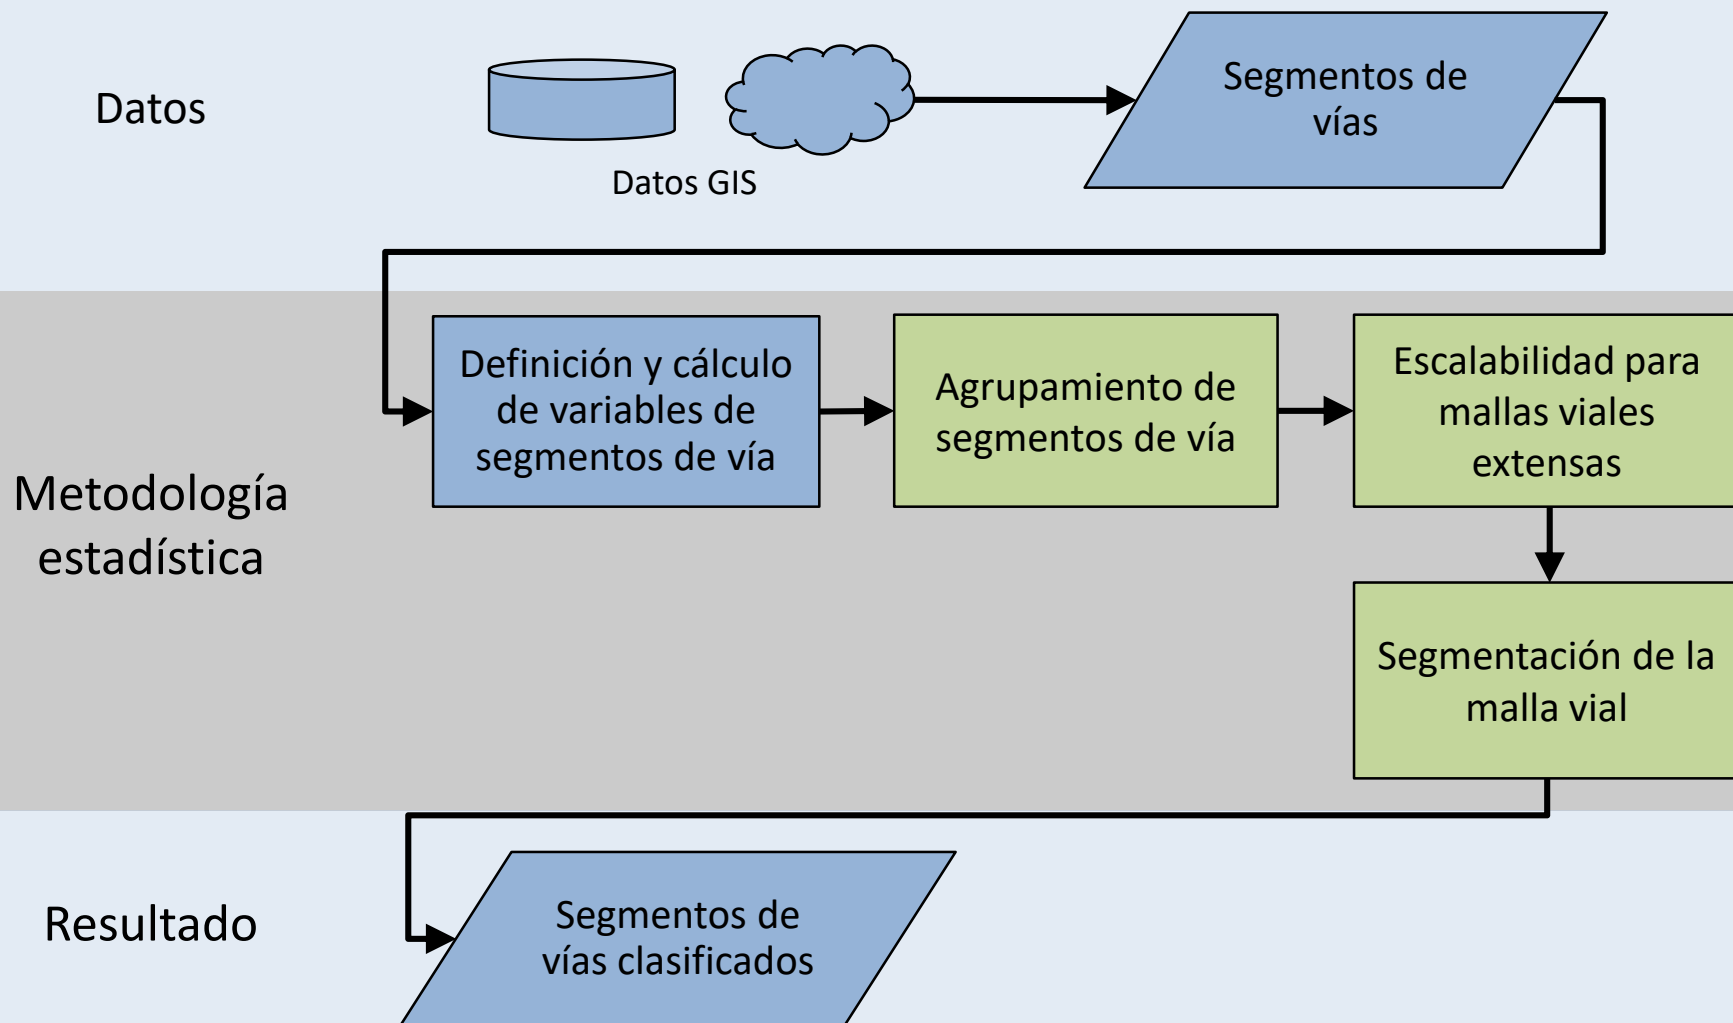 Datos
Datos GIS
Segmentos de
vías
Metodología
estadística
Definición y cálculo
de variables de
segmentos de vía
Agrupamiento de
segmentos de vía
Escalabilidad para
mallas viales
extensas
Segmentación de la
malla vial
Resultado
Segmentos de
vías clasificados